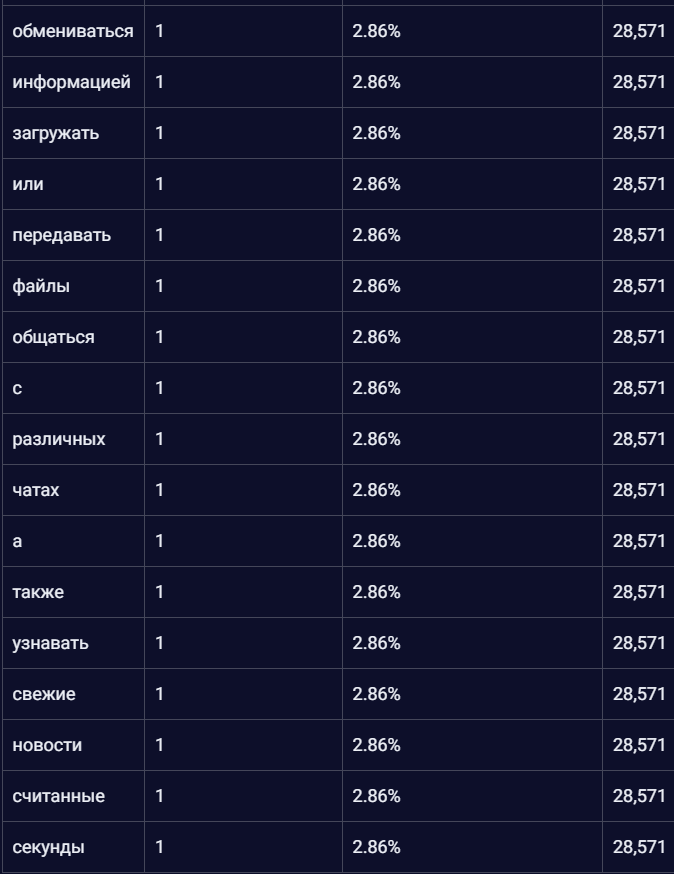 обмениваться 1 2.86% 28,571
информацией 1 2.86% 28,571
загружать 1 2.86% 28,571
или 1 2.86% 28,571
передавать 1 2.86% 28,571
файлы 1 2.86% 28,571
общаться 1 2.86% 28,571
с 1 2.86% 28,571
различных 1 2.86% 28,571
чатах 1 2.86% 28,571
а 1 2.86% 28,571
также 1 2.86% 28,571
узнавать 1 2.86% 28,571
свежие 1 2.86% 28,571
новости 1 2.86% 28,571
считанные 1 2.86% 28,571
секунды 1 2.86% 28,571